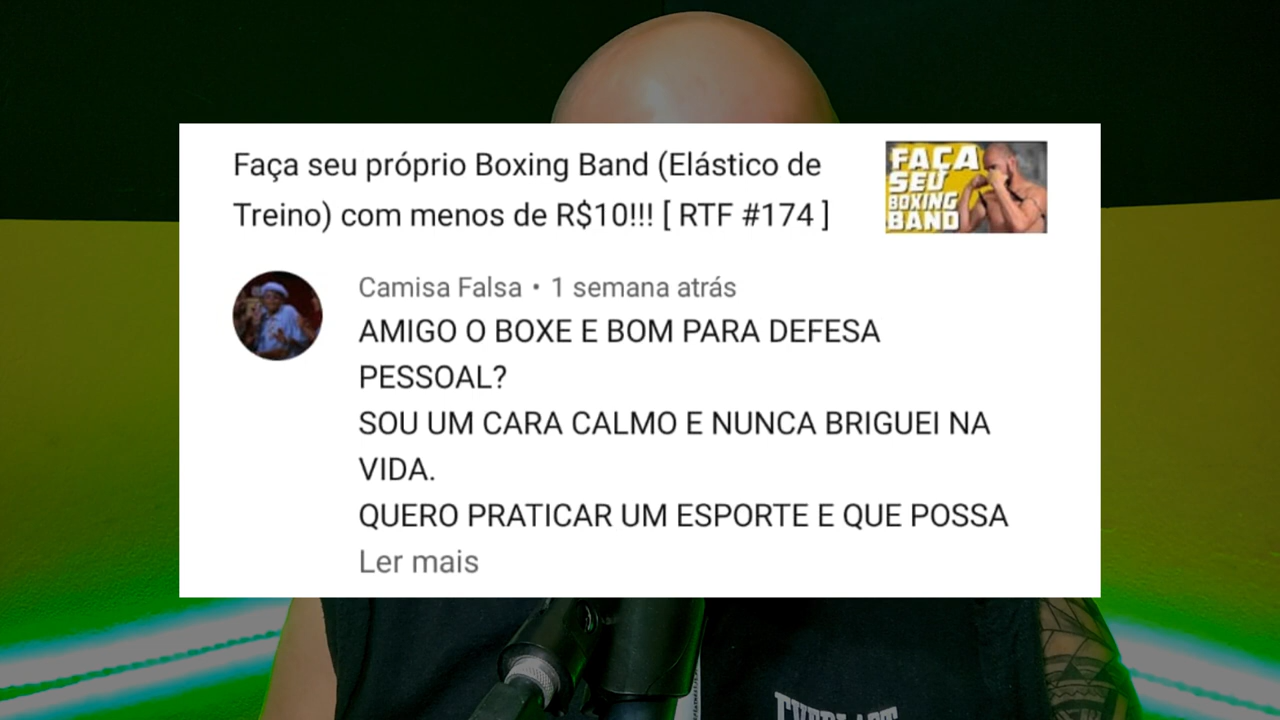 Faça seu próprio Boxing Band (Elástico de
Treino) com menos de R$10!!! [ RTF #174 ]
FAÇA
SEU
BOXING
BAND
Camisa Falsa • 1 semana atrás
AMIGO O BOXE E BOM PARA DEFESA
PESSOAL?
SOU UM CARA CALMO E NUNCA BRIGUEI NA
VIDA.
QUERO PRATICAR UM ESPORTE E QUE POSSA
Ler mais
EVERLAST